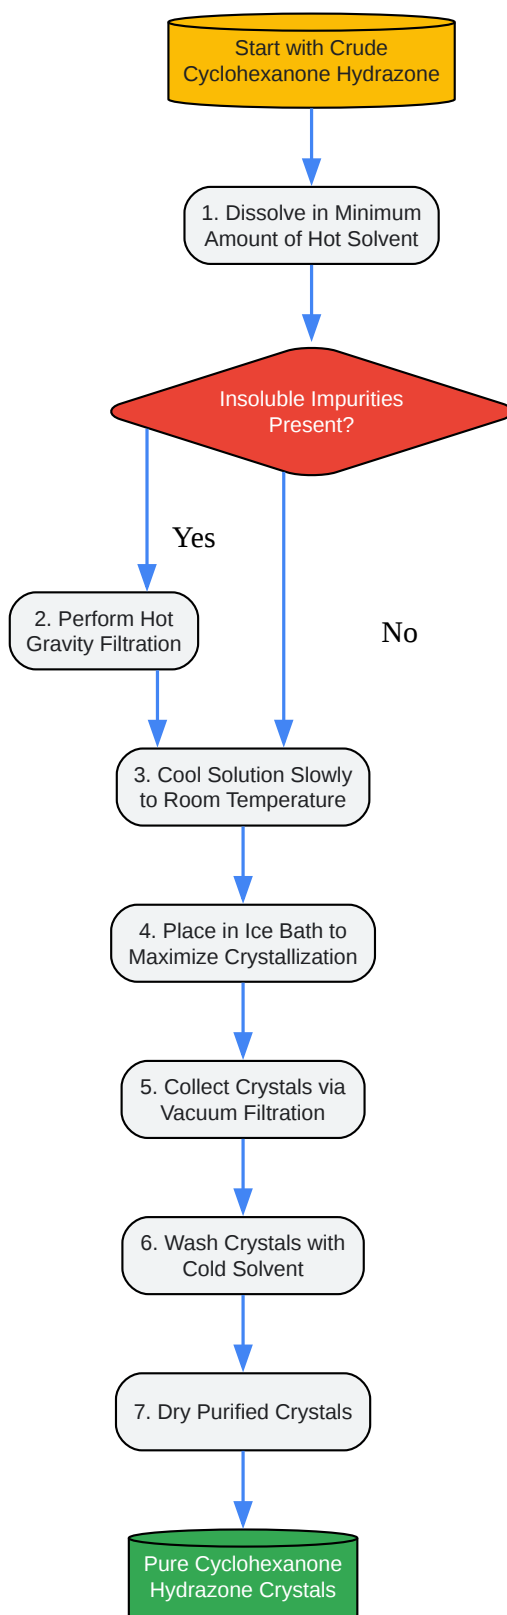 Start with Crude
Cyclohexanone Hydrazone
1. Dissolve in Minimum
Amount of Hot Solvent
Insoluble Impurities
Present?
Yes
2. Perform Hot
Gravity Filtration
No
3. Cool Solution Slowly
to Room Temperature
4. Place in Ice Bath to
Maximize Crystallization
5. Collect Crystals via
Vacuum Filtration
6. Wash Crystals with
Cold Solvent
7. Dry Purified Crystals
Pure Cyclohexanone
Hydrazone Crystals